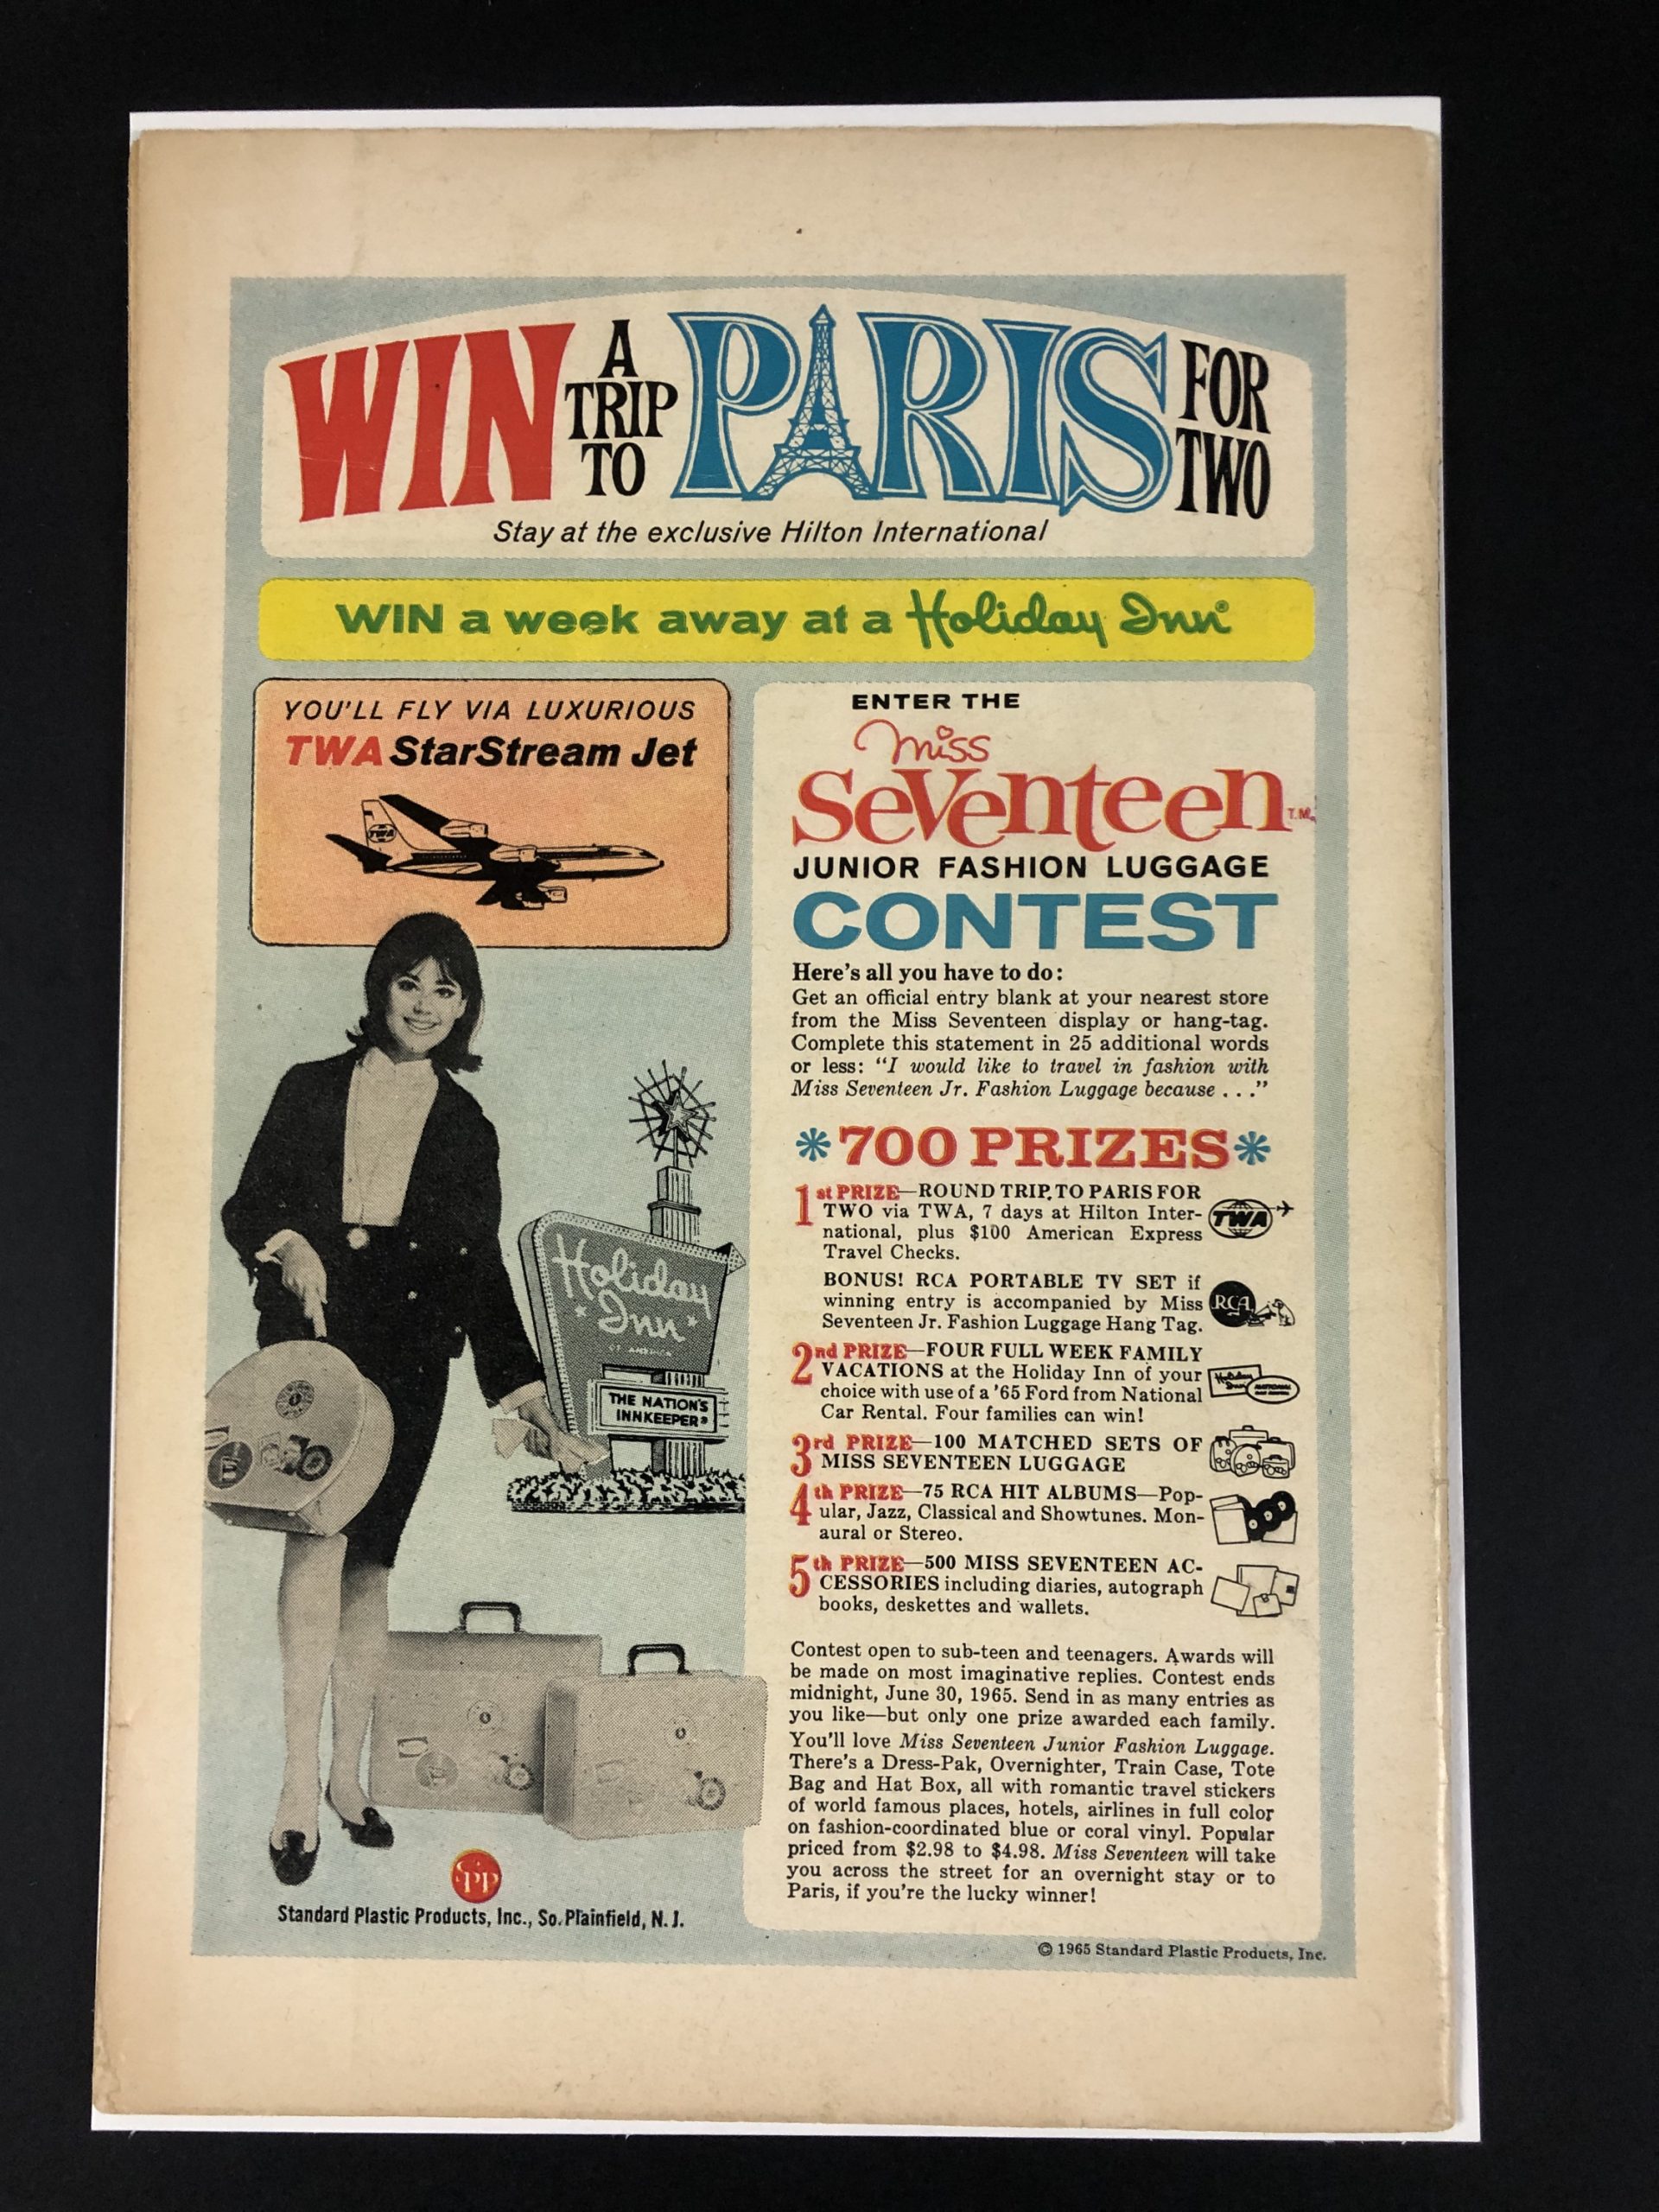 WIN A TRIP TO PARIS FOR TWO
Stay at the exclusive Hilton International
WIN a week away at a Holiday Inn®
YOU'LL FLY VIA LUXURIOUS
TWA StarStream Jet
TWA
ENTER THE
Miss
Seventeen T.M.
JUNIOR FASHION LUGGAGE
CONTEST
Here's all you have to do:
Get an official entry blank at your nearest store
from the Miss Seventeen display or hang-tag.
Complete this statement in 25 additional words
or less: "I would like to travel in fashion with
Miss Seventeen Jr. Fashion Luggage because . . ."
*700 PRIZES*
1st PRIZE—ROUND TRIP TO PARIS FOR
TWO via TWA, 7 days at Hilton Inter-
national, plus $100 American Express
Travel Checks.
TWA
BONUS! RCA PORTABLE TV SET if
winning entry is accompanied by Miss
Seventeen Jr. Fashion Luggage Hang Tag.
RCA
2nd PRIZE—FOUR FULL WEEK FAMILY
VACATIONS at the Holiday Inn of your
choice with use of a '65 Ford from National
Car Rental. Four families can win!
Holiday Inn
NATIONAL
3rd PRIZE—100 MATCHED SETS OF
MISS SEVENTEEN LUGGAGE
4th PRIZE—75 RCA HIT ALBUMS—Pop-
ular, Jazz, Classical and Showtunes. Mon-
aural or Stereo.
5th PRIZE—500 MISS SEVENTEEN AC-
CESSORIES including diaries, autograph
books, deskettes and wallets.
Contest open to sub-teen and teenagers. Awards will
be made on most imaginative replies. Contest ends
midnight, June 30, 1965. Send in as many entries as
you like—but only one prize awarded each family.
You'll love Miss Seventeen Junior Fashion Luggage.
There's a Dress-Pak, Overnighter, Train Case, Tote
Bag and Hat Box, all with romantic travel stickers
of world famous places, hotels, airlines in full color
on fashion-coordinated blue or coral vinyl. Popular
priced from $2.98 to $4.98. Miss Seventeen will take
you across the street for an overnight stay or to
Paris, if you're the lucky winner!
Holiday
Inn
OF AMERICA
THE NATION'S
INNKEEPER®
SPP
Standard Plastic Products, Inc., So. Plainfield, N. J.
© 1965 Standard Plastic Products, Inc.